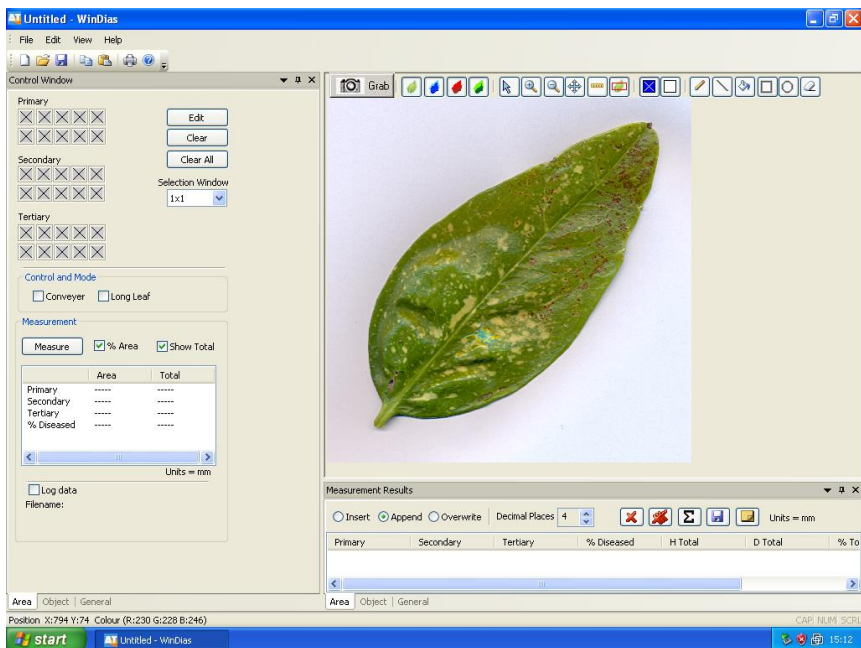 Untitled - WinDias
File Edit View Help
Control Window
Primary
Edit
Clear
Secondary
Clear All
Selection Window
1x1
Tertiary
Control and Mode
Conveyer Long Leaf
Measurement
Measure % Area Show Total
Area Total
Primary ----- -----
Secondary ----- -----
Tertiary ----- -----
% Diseased ----- -----
Units = mm
Log data
Filename:
Area Object General
Grab
Measurement Results
Insert Append Overwrite Decimal Places 4 Σ Units = mm
Primary Secondary Tertiary % Diseased H Total D Total % To
Area Object General
Position X:794 Y:74 Colour (R:230 G:228 B:246) CAP NUM SCRL
start Untitled - WinDias 15:12